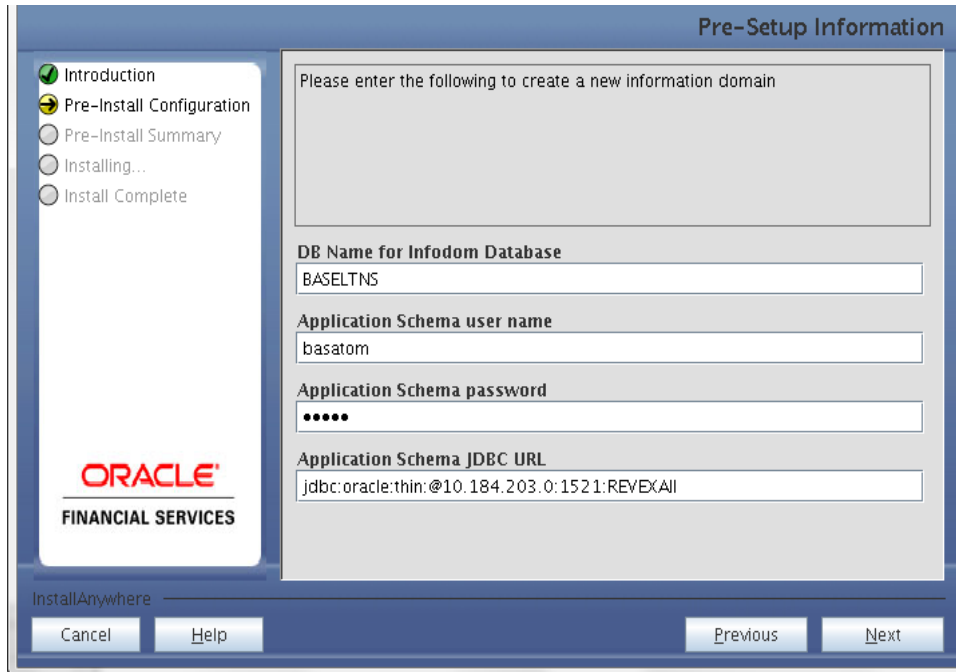 Pre-Setup Information
Introduction
Pre-Install Configuration
Pre-Install Summary
Installing...
Install Complete
ORACLE'
FINANCIAL SERVICES
Please enter the following to create a new information domain
DB Name for Infodom Database
BASELTNS
Application Schema user name
basatom
Application Schema password
•••••
Application Schema JDBC URL
jdbc:oracle:thin:@10.184.203.0:1521:REVEXAII
InstallAnywhere
Cancel Help Previous Next